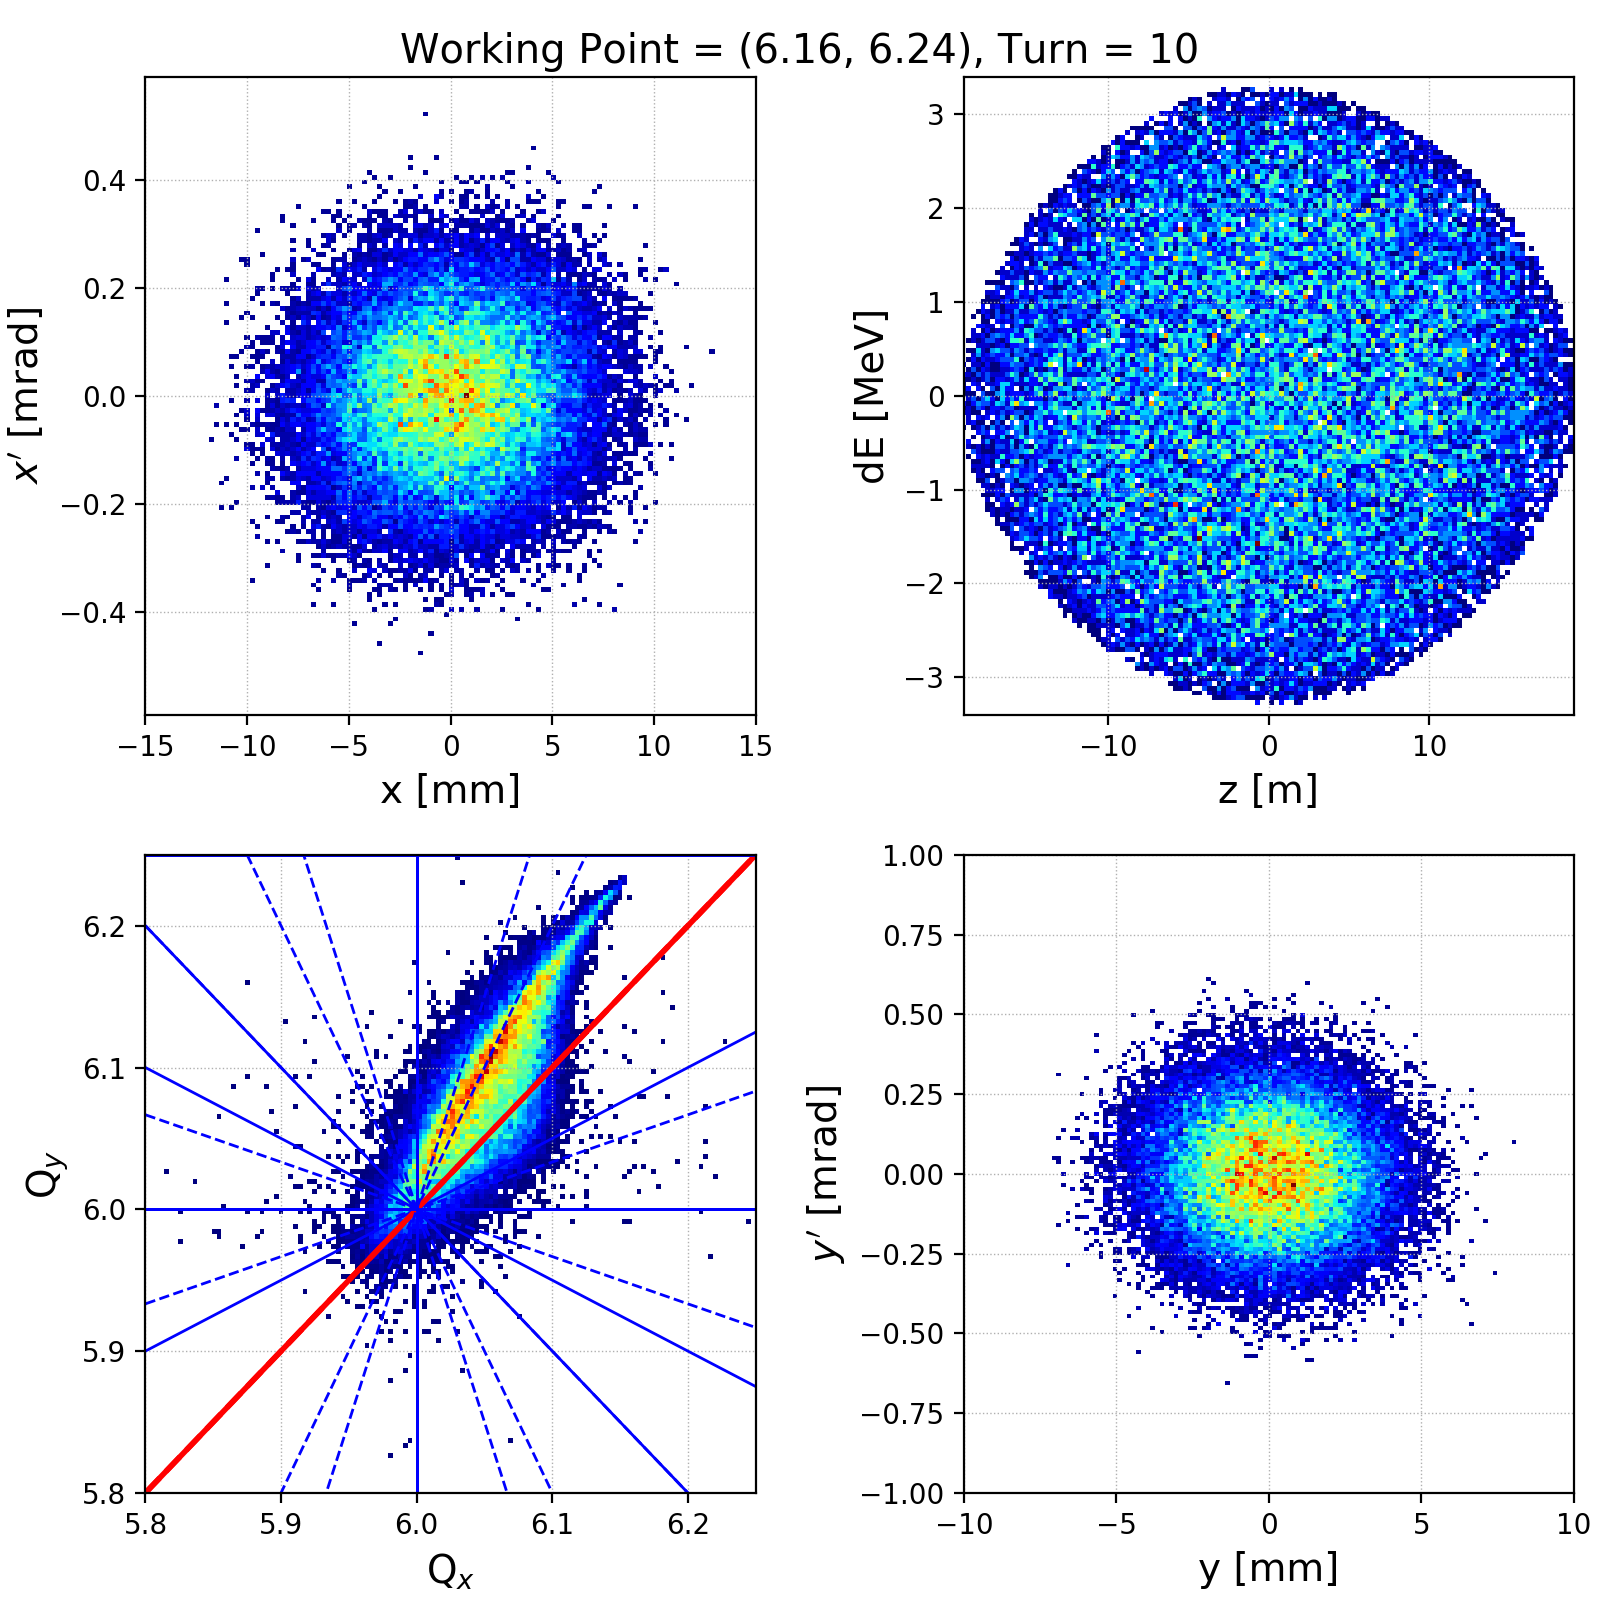 Working Point = (6.16, 6.24), Turn = 10
0.4
0.2
0.0
−0.2
−0.4
x′ [mrad]
−15 −10 −5 0 5 10 15
x [mm]
3
2
1
0
−1
−2
−3
dE [MeV]
−10 0 10
z [m]
6.2
6.1
6.0
5.9
5.8
Qy
5.8 5.9 6.0 6.1 6.2
Qx
1.00
0.75
0.50
0.25
0.00
−0.25
−0.50
−0.75
−1.00
y′ [mrad]
−10 −5 0 5 10
y [mm]